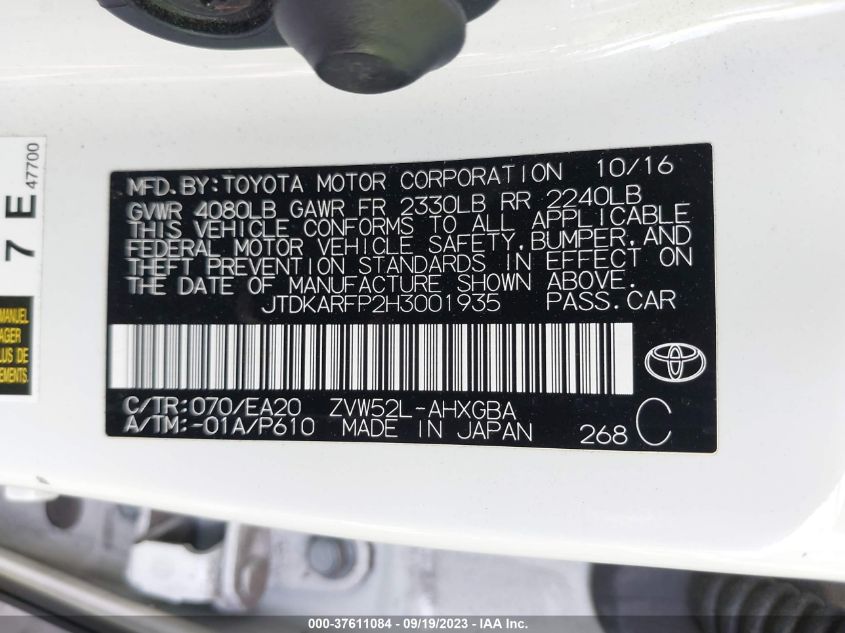 MFD. BY: TOYOTA MOTOR CORPORATION 10/16
GVWR 4080LB GAWR FR 2330LB RR 2240LB
THIS VEHICLE CONFORMS TO ALL APPLICABLE
FEDERAL MOTOR VEHICLE SAFETY, BUMPER, AND
THEFT PREVENTION STANDARDS IN EFFECT ON
THE DATE OF MANUFACTURE SHOWN ABOVE.
JTDKARFP2H3001935 PASS. CAR
C/TR: 070/EA20 ZVW52L-AHXGBA
A/TM: -01A/P610 MADE IN JAPAN 268 C
7 E
47700
MANUEL
PLUS DE
000-37611084 - 09/19/2023 - IAA Inc.